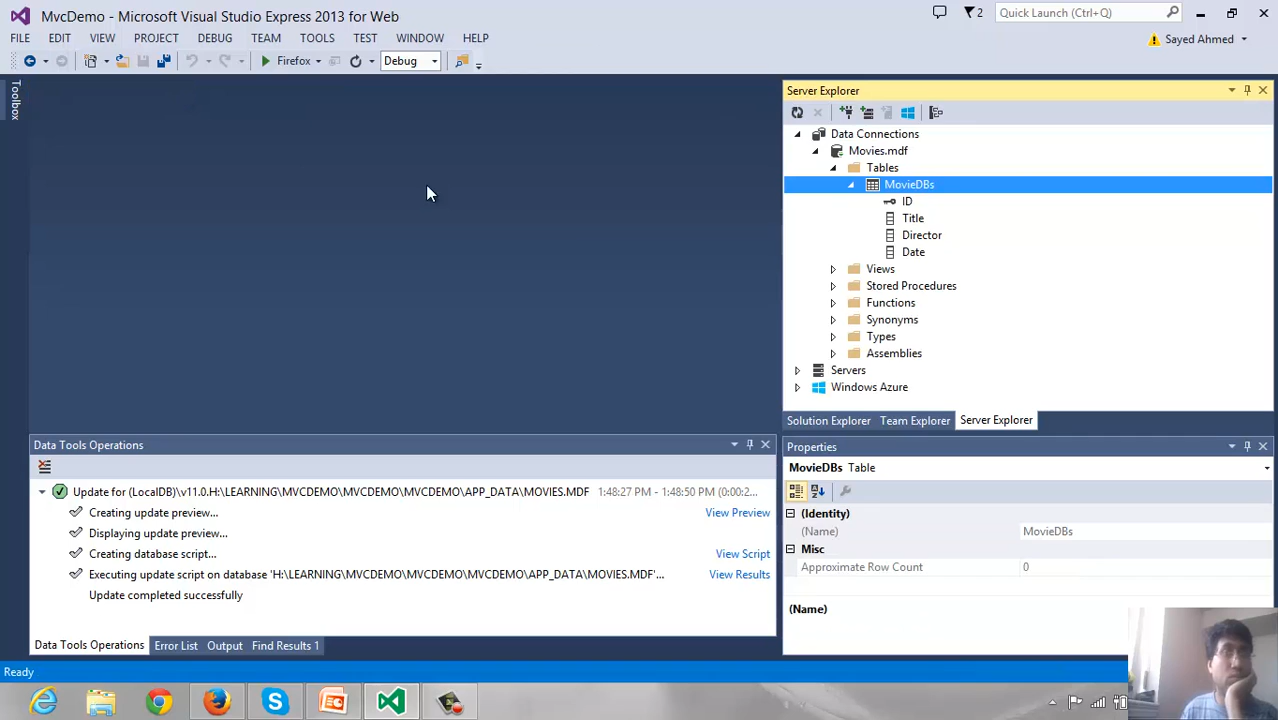 MvcDemo - Microsoft Visual Studio Express 2013 for Web
2
Quick Launch (Ctrl+Q)
FILE EDIT VIEW PROJECT DEBUG TEAM TOOLS TEST WINDOW HELP
Sayed Ahmed
Firefox
Debug
Toolbox
Server Explorer
Data Connections
Movies.mdf
Tables
MovieDBs
ID
Title
Director
Date
Views
Stored Procedures
Functions
Synonyms
Types
Assemblies
Servers
Windows Azure
Solution Explorer Team Explorer Server Explorer
Data Tools Operations
Update for (LocalDB)\v11.0.H:\LEARNING\MVCDEMO\MVCDEMO\MVCDEMO\APP_DATA\MOVIES.MDF 1:48:27 PM - 1:48:50 PM (0:00:2...
Creating update preview... View Preview
Displaying update preview...
Creating database script... View Script
Executing update script on database 'H:\LEARNING\MVCDEMO\MVCDEMO\MVCDEMO\APP_DATA\MOVIES.MDF'... View Results
Update completed successfully
Data Tools Operations Error List Output Find Results 1
Properties
MovieDBs Table
(Identity)
(Name) MovieDBs
Misc
Approximate Row Count 0
(Name)
Ready